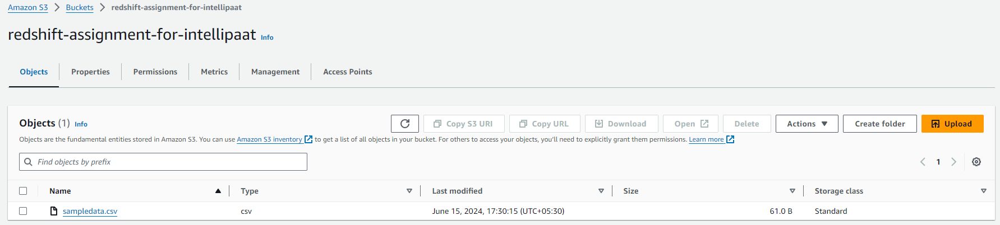 Amazon S3 > Buckets > redshift-assignment-for-intellipaat
redshift-assignment-for-intellipaat Info
Objects Properties Permissions Metrics Management Access Points
Objects (1) Info Copy S3 URI Copy URL Download Open Delete Actions Create folder Upload
Objects are the fundamental entities stored in Amazon S3. You can use Amazon S3 inventory to get a list of all objects in your bucket. For others to access your objects, you'll need to explicitly grant them permissions. Learn more
Find objects by prefix < 1 >
Name Type Last modified Size Storage class
sampledata.csv csv June 15, 2024, 17:30:15 (UTC+05:30) 61.0 B Standard